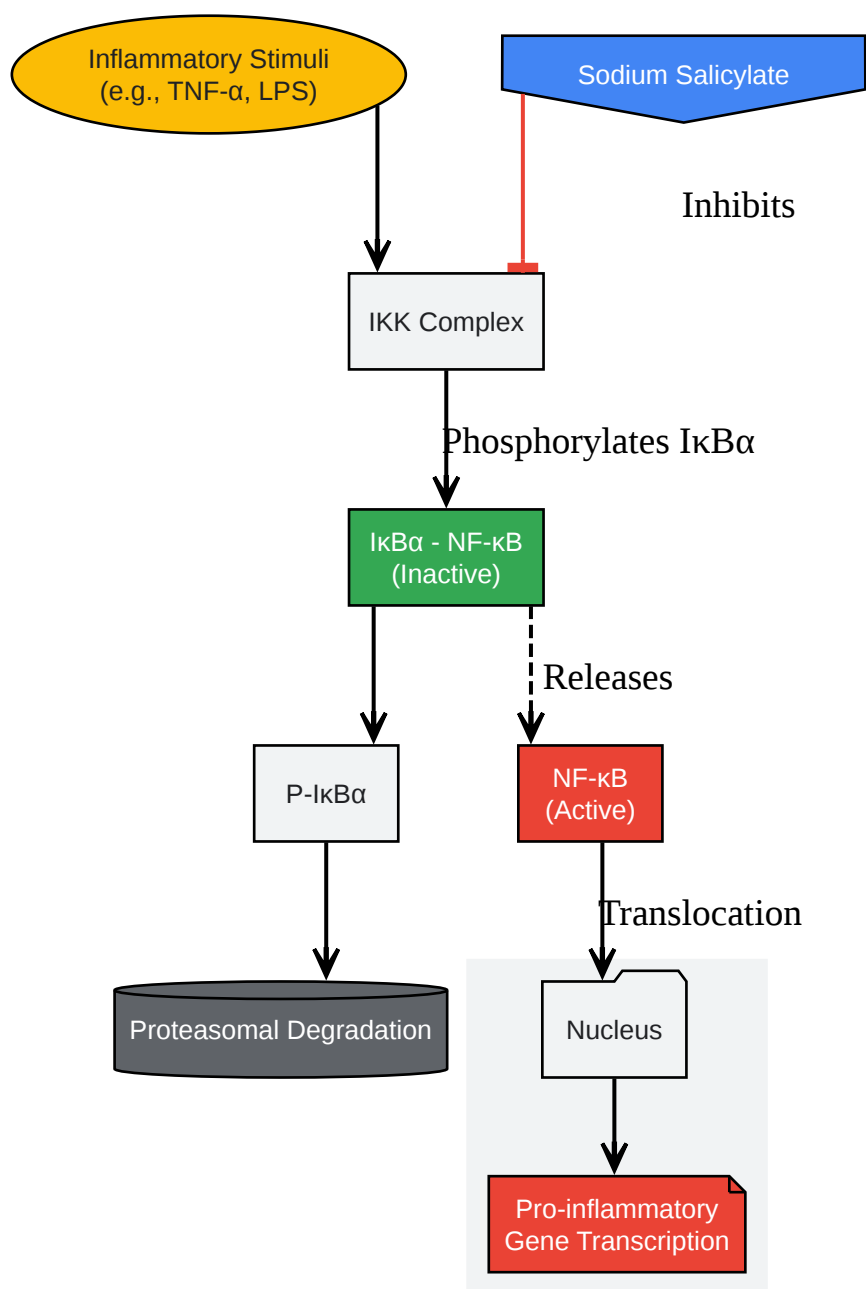 Inflammatory Stimuli
(e.g., TNF-α, LPS)
Sodium Salicylate
Inhibits
IKK Complex
Phosphorylates IκBα
IκBα - NF-κB
(Inactive)
Releases
P-IκBα
NF-κB
(Active)
Translocation
Proteasomal Degradation
Nucleus
Pro-inflammatory
Gene Transcription